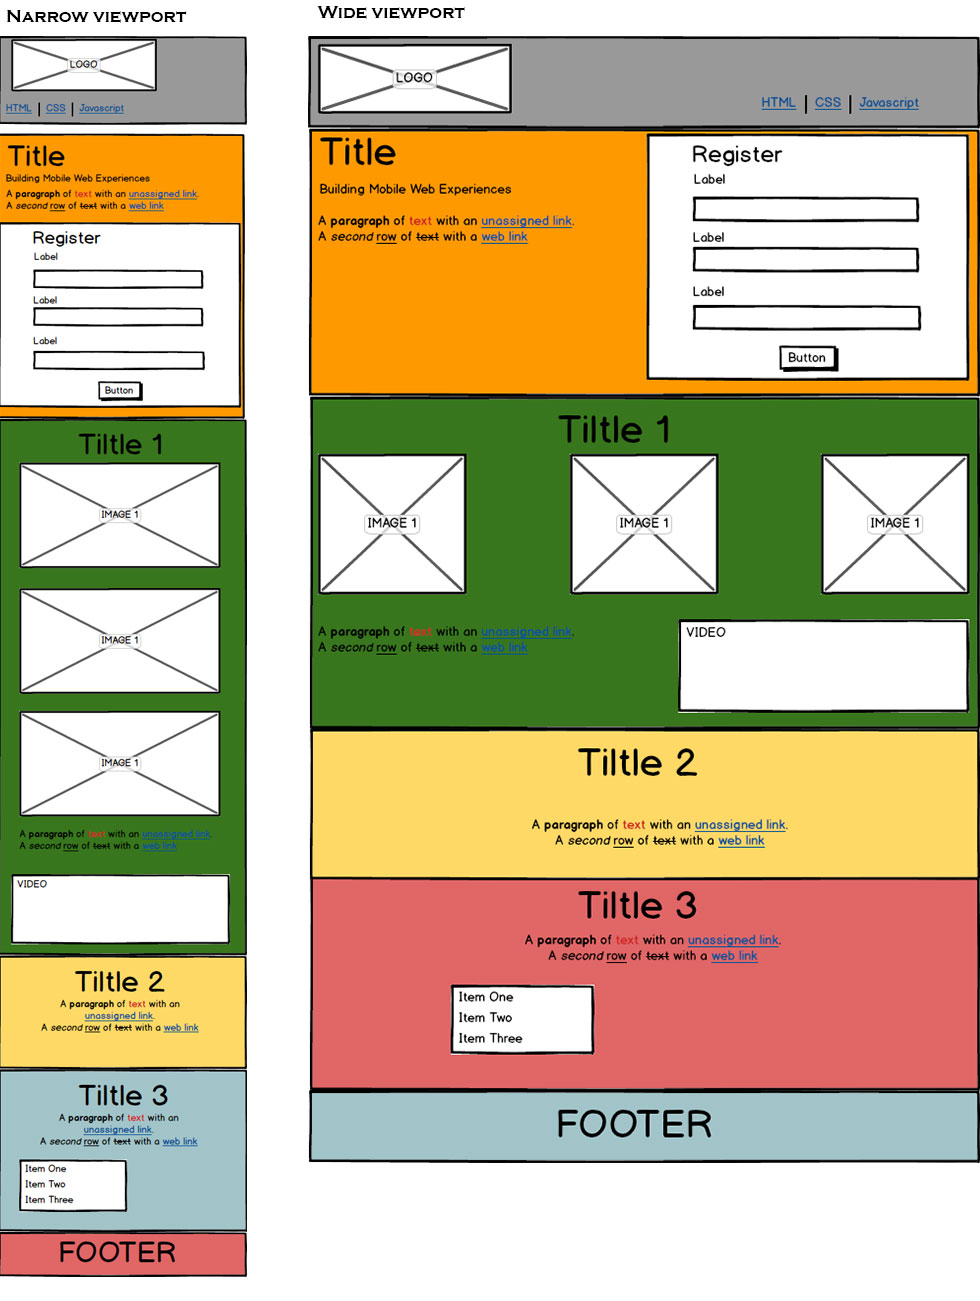 Narrow viewport
LOGO
HTML | CSS | Javascript
Title
Building Mobile Web Experiences
A paragraph of text with an unassigned link.
A second row of text with a web link
Register
Label
Label
Label
Button
Tiltle 1
IMAGE 1
IMAGE 1
IMAGE 1
A paragraph of text with an unassigned link.
A second row of text with a web link
VIDEO
Tiltle 2
A paragraph of text with an
unassigned link.
A second row of text with a web link
Tiltle 3
A paragraph of text with an
unassigned link.
A second row of text with a web link
Item One
Item Two
Item Three
FOOTER
Wide viewport
LOGO
HTML | CSS | Javascript
Title
Building Mobile Web Experiences
A paragraph of text with an unassigned link.
A second row of text with a web link
Register
Label
Label
Label
Button
Tiltle 1
IMAGE 1
IMAGE 1
IMAGE 1
A paragraph of text with an unassigned link.
A second row of text with a web link
VIDEO
Tiltle 2
A paragraph of text with an unassigned link.
A second row of text with a web link
Tiltle 3
A paragraph of text with an unassigned link.
A second row of text with a web link
Item One
Item Two
Item Three
FOOTER